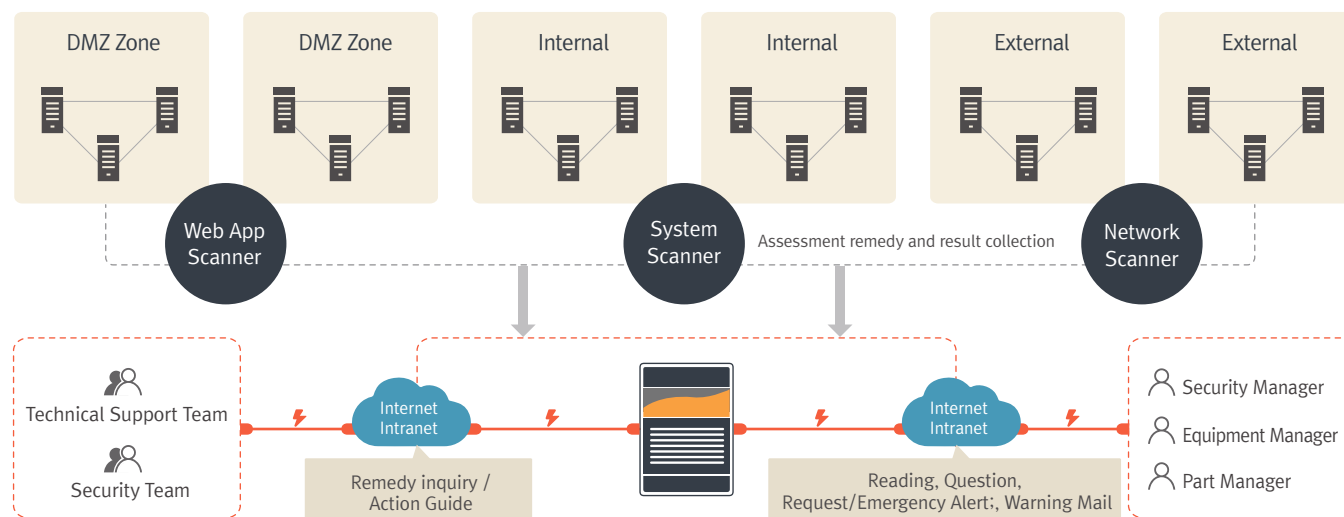 DMZ Zone
DMZ Zone
Internal
Internal
External
External
Web App
Scanner
System
Scanner
Assessment remedy and result collection
Network
Scanner
Technical Support Team
Security Team
Internet
Intranet
Remedy inquiry /
Action Guide
Internet
Intranet
Reading, Question,
Request/Emergency Alert;, Warning Mail
Security Manager
Equipment Manager
Part Manager